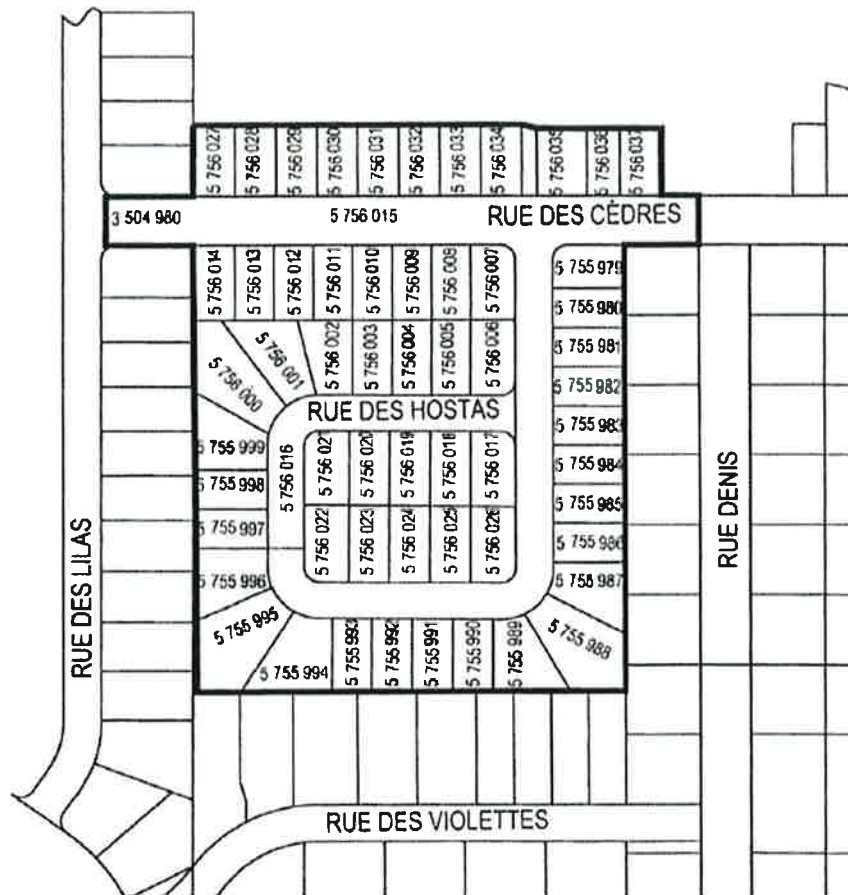 5 756 027
5 756 028
5 756 029
5 756 030
5 756 031
5 756 032
5 756 033
5 756 034
5 756 035
5 756 036
5 756 037
3 504 980
5 756 015
RUE DES CÈDRES
5 756 014
5 756 013
5 756 012
5 756 011
5 756 010
5 756 009
5 756 008
5 756 007
5 755 979
5 755 980
5 755 981
5 755 982
5 755 983
5 755 984
5 755 985
5 755 986
5 755 987
5 755 988
5 756 002
5 756 003
5 756 004
5 756 005
5 756 006
5 756 001
5 756 000
RUE DES HOSTAS
5 755 999
5 755 998
5 755 997
5 755 996
5 755 995
5 756 016
5 756 021
5 756 020
5 756 019
5 756 018
5 756 017
5 756 022
5 756 023
5 756 024
5 756 025
5 756 026
5 755 994
5 755 993
5 755 992
5 755 991
5 755 990
5 755 989
RUE DES LILAS
RUE DENIS
RUE DES VIOLETTES